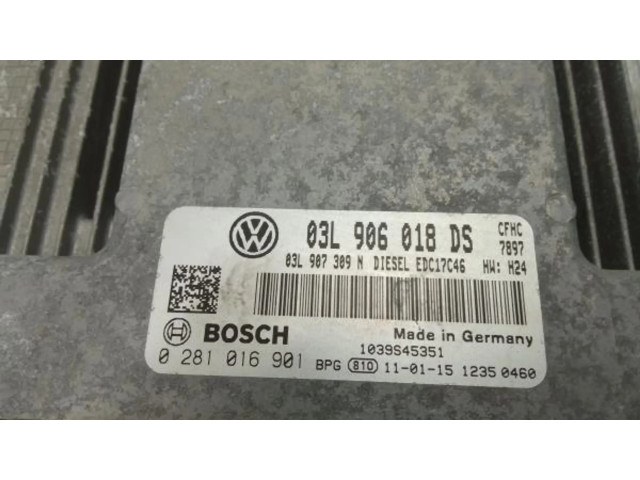 03L 906 018 DS CFHC
7897
03L 907 309 N DIESEL EDC17C46 HW: H24
BOSCH Made in Germany
1039S45351
0 281 016 901 BPG 810 11-01-15 1235 0460